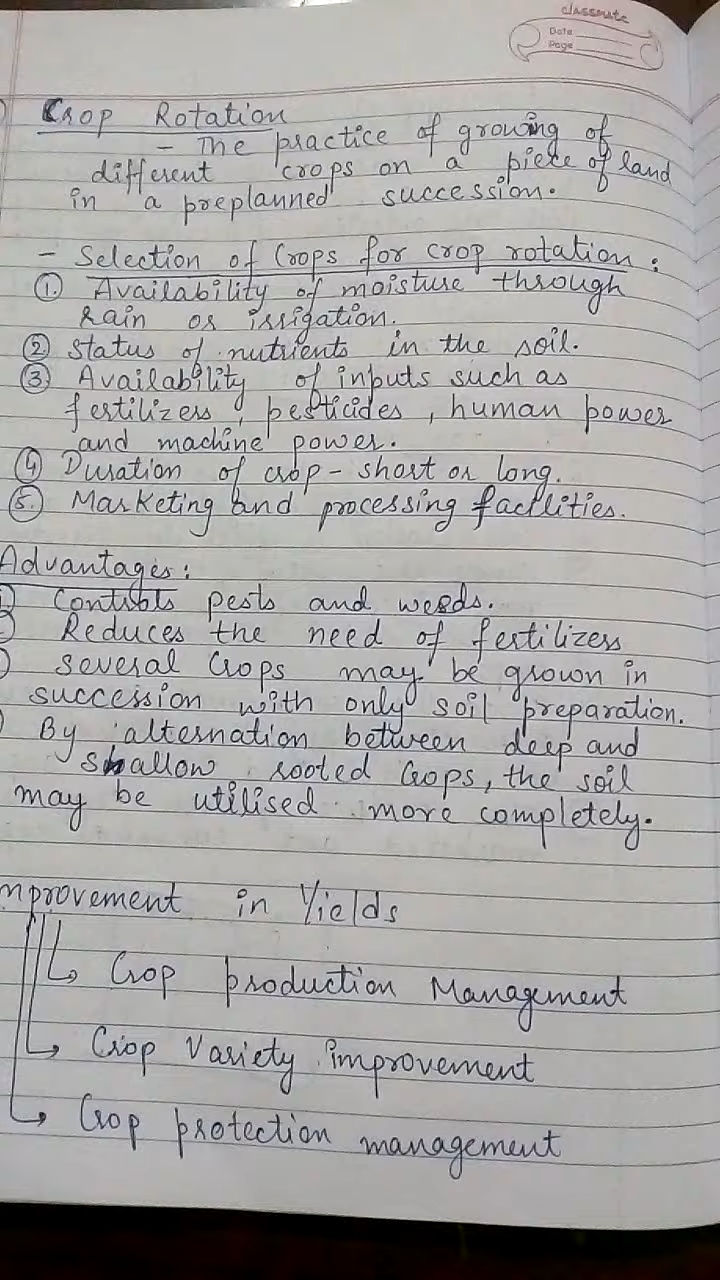 classmate
Date
Page
Crop Rotation
- The practice of growing of
different crops on a piece of land
in a preplanned succession.
- Selection of Crops for crop rotation :
①. Availability of moisture through
Rain or irrigation.
② Status of nutrients in the soil.
③ Availability of inputs such as
fertilizers, pesticides, human power
and machine power.
④ Duration of crop - short or long.
⑤. Marketing and processing facilities.
Advantages:
Controls pests and weeds.
Reduces the need of fertilizers
several Crops may be grown in
succession with only soil preparation.
By alternation between deep and
shallow rooted Crops, the soil
may be utilised more completely.
mprovement in Yields
↳ Crop production Management
↳ Crop Variety improvement
↳ Crop protection management